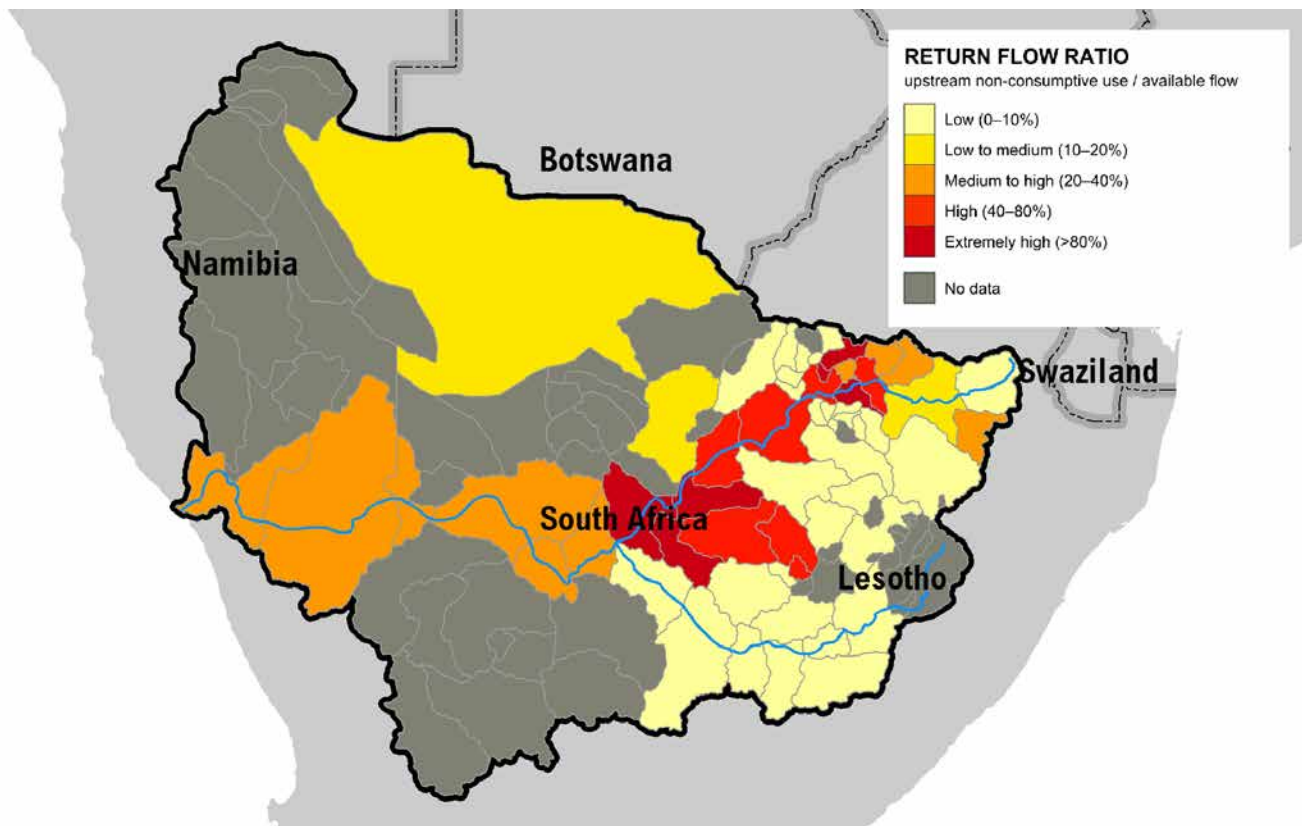 RETURN FLOW RATIO
upstream non-consumptive use / available flow
Low (0–10%)
Low to medium (10–20%)
Medium to high (20–40%)
High (40–80%)
Extremely high (>80%)
No data
Botswana
Namibia
Swaziland
South Africa
Lesotho